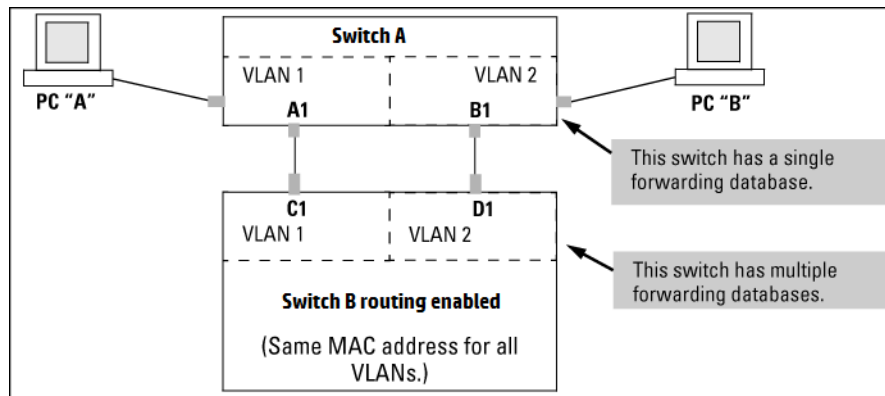 Switch A
VLAN 1
VLAN 2
PC “A”
A1
B1
PC “B”
This switch has a single
forwarding database.
C1
D1
VLAN 1
VLAN 2
This switch has multiple
forwarding databases.
Switch B routing enabled
(Same MAC address for all
VLANs.)